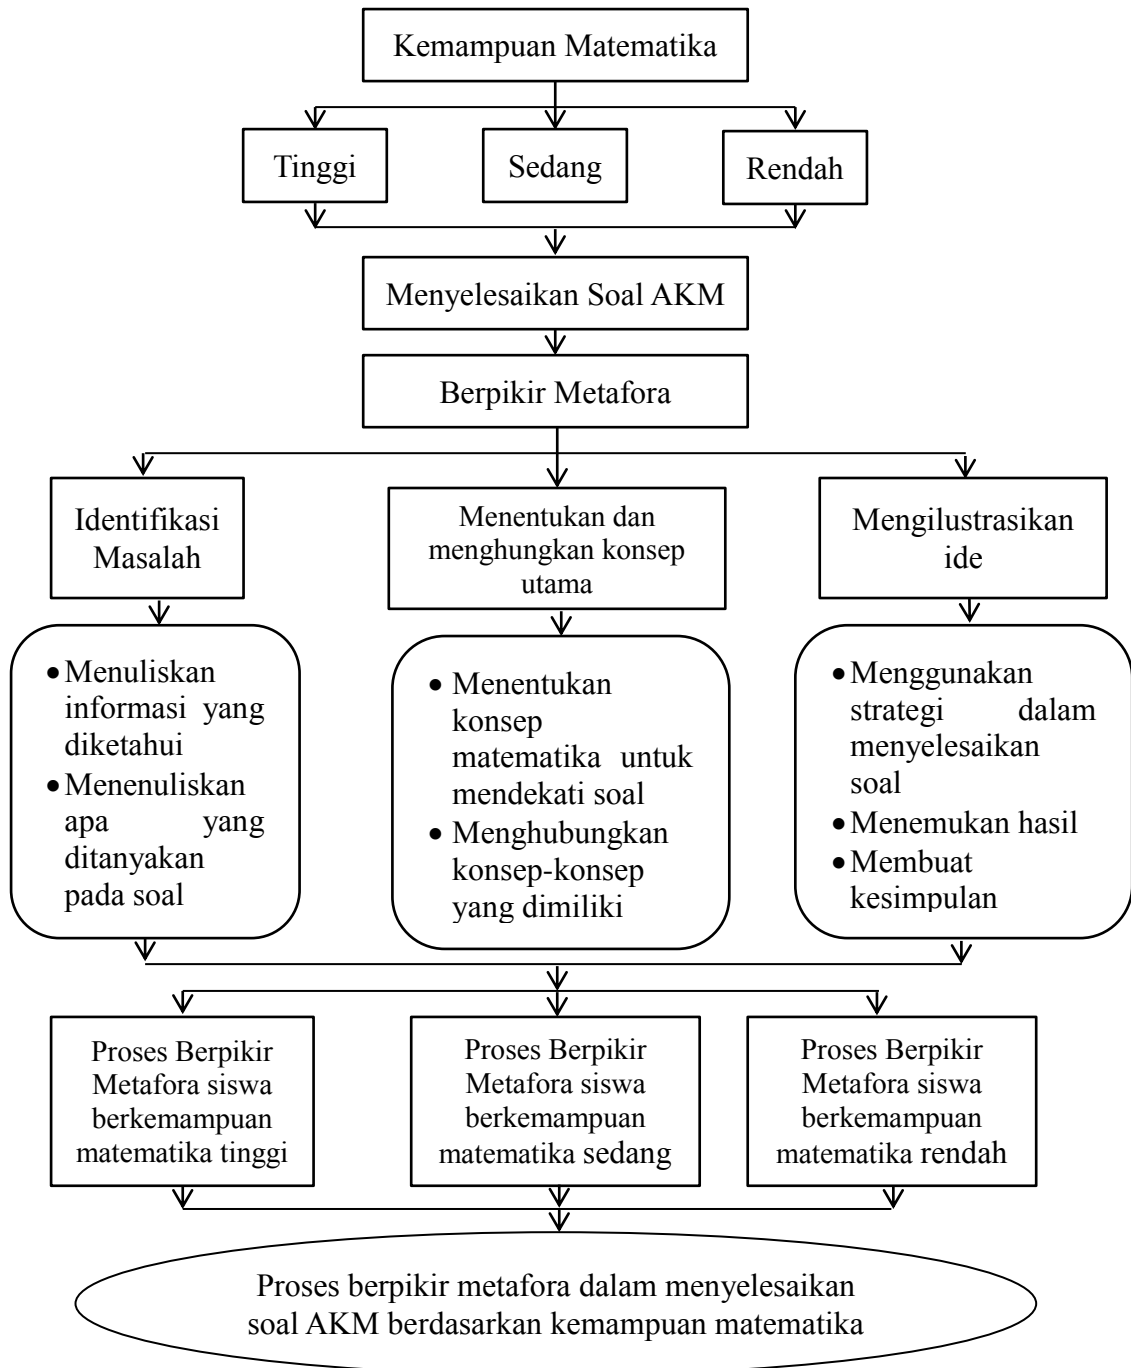 Kemampuan Matematika
Tinggi
Sedang
Rendah
Menyelesaikan Soal AKM
Berpikir Metafora
Identifikasi
Masalah
Menentukan dan
menghungkan konsep
utama
Mengilustrasikan
ide
• Menuliskan
informasi yang
diketahui
• Menenuliskan
apa yang
ditanyakan
pada soal
• Menentukan
konsep
matematika untuk
mendekati soal
• Menghubungkan
konsep-konsep
yang dimiliki
• Menggunakan
strategi dalam
menyelesaikan
soal
• Menemukan hasil
• Membuat
kesimpulan
Proses Berpikir
Metafora siswa
berkemampuan
matematika tinggi
Proses Berpikir
Metafora siswa
berkemampuan
matematika sedang
Proses Berpikir
Metafora siswa
berkemampuan
matematika rendah
Proses berpikir metafora dalam menyelesaikan
soal AKM berdasarkan kemampuan matematika